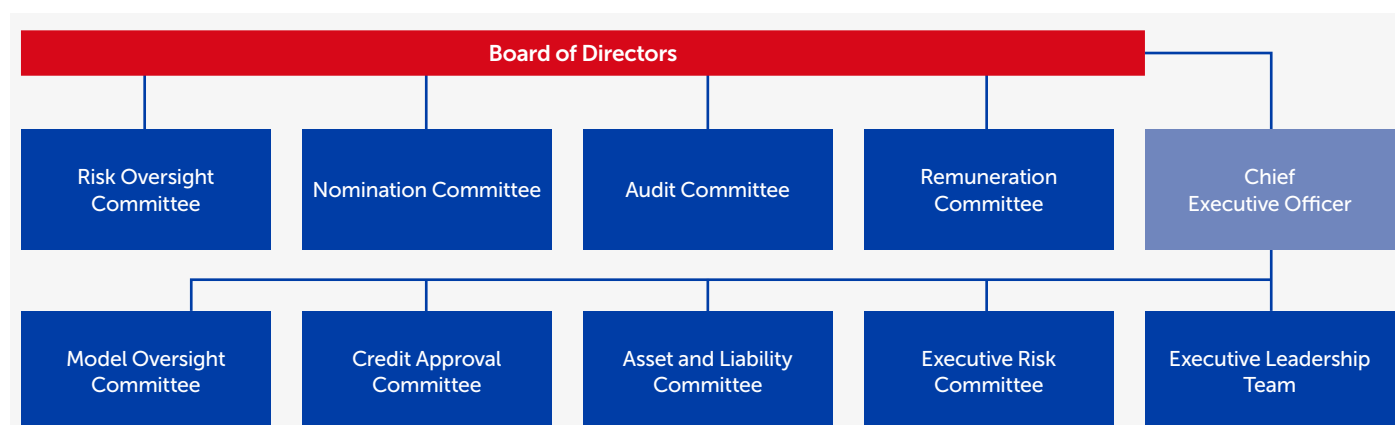 Board of Directors
Risk Oversight
Committee
Nomination Committee
Audit Committee
Remuneration
Committee
Chief
Executive Officer
Model Oversight
Committee
Credit Approval
Committee
Asset and Liability
Committee
Executive Risk
Committee
Executive Leadership
Team